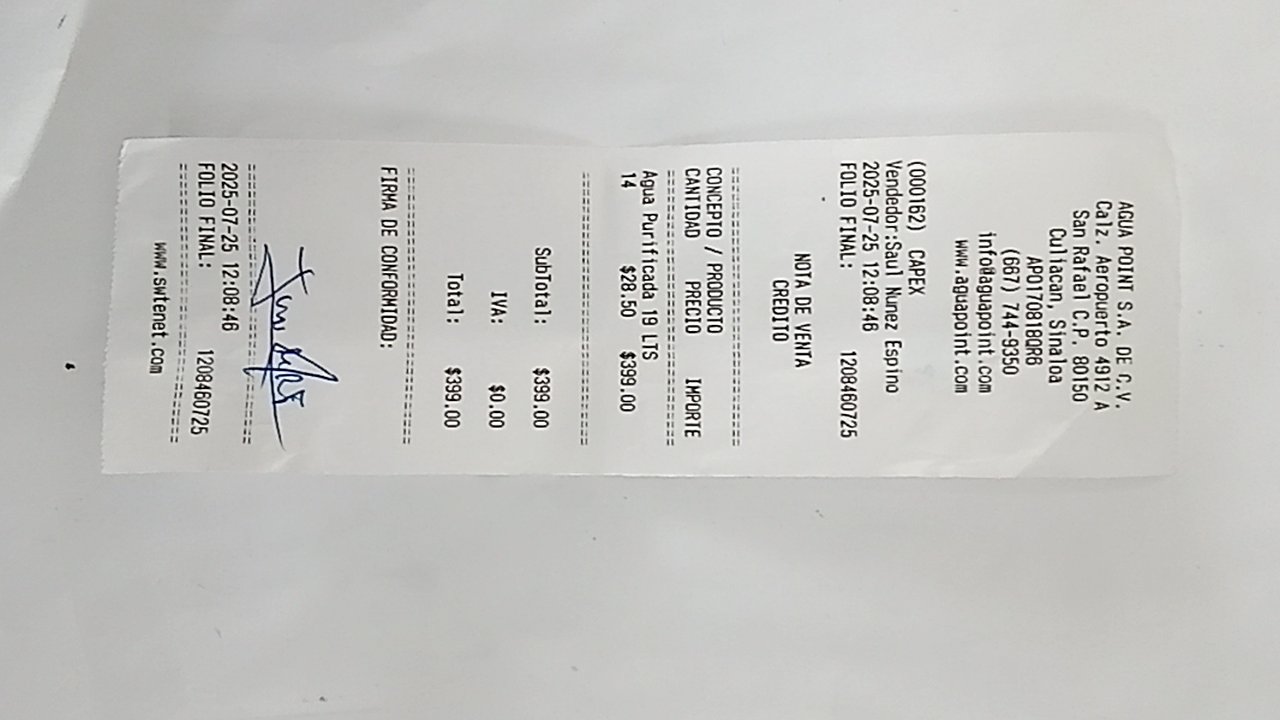 AGUA POINT S.A. DE C.V.
Calz. Aeropuerto 4912 A
San Rafael C.P. 80150
Culiacan, Sinaloa
APO170818QR6
(667) 744-9350
info@aguapoint.com
www.aguapoint.com
(000162) CAPEX
Vendedor:Saul Nunez Espino
2025-07-25 12:08:46
FOLIO FINAL: 1208460725
NOTA DE VENTA
CREDITO
CONCEPTO / PRODUCTO
CANTIDAD PRECIO IMPORTE
Agua Purificada 19 LTS
14 $28.50 $399.00
SubTotal: $399.00
IVA: $0.00
Total: $399.00
FIRMA DE CONFORMIDAD:
2025-07-25 12:08:46
FOLIO FINAL: 1208460725
www.swtenet.com